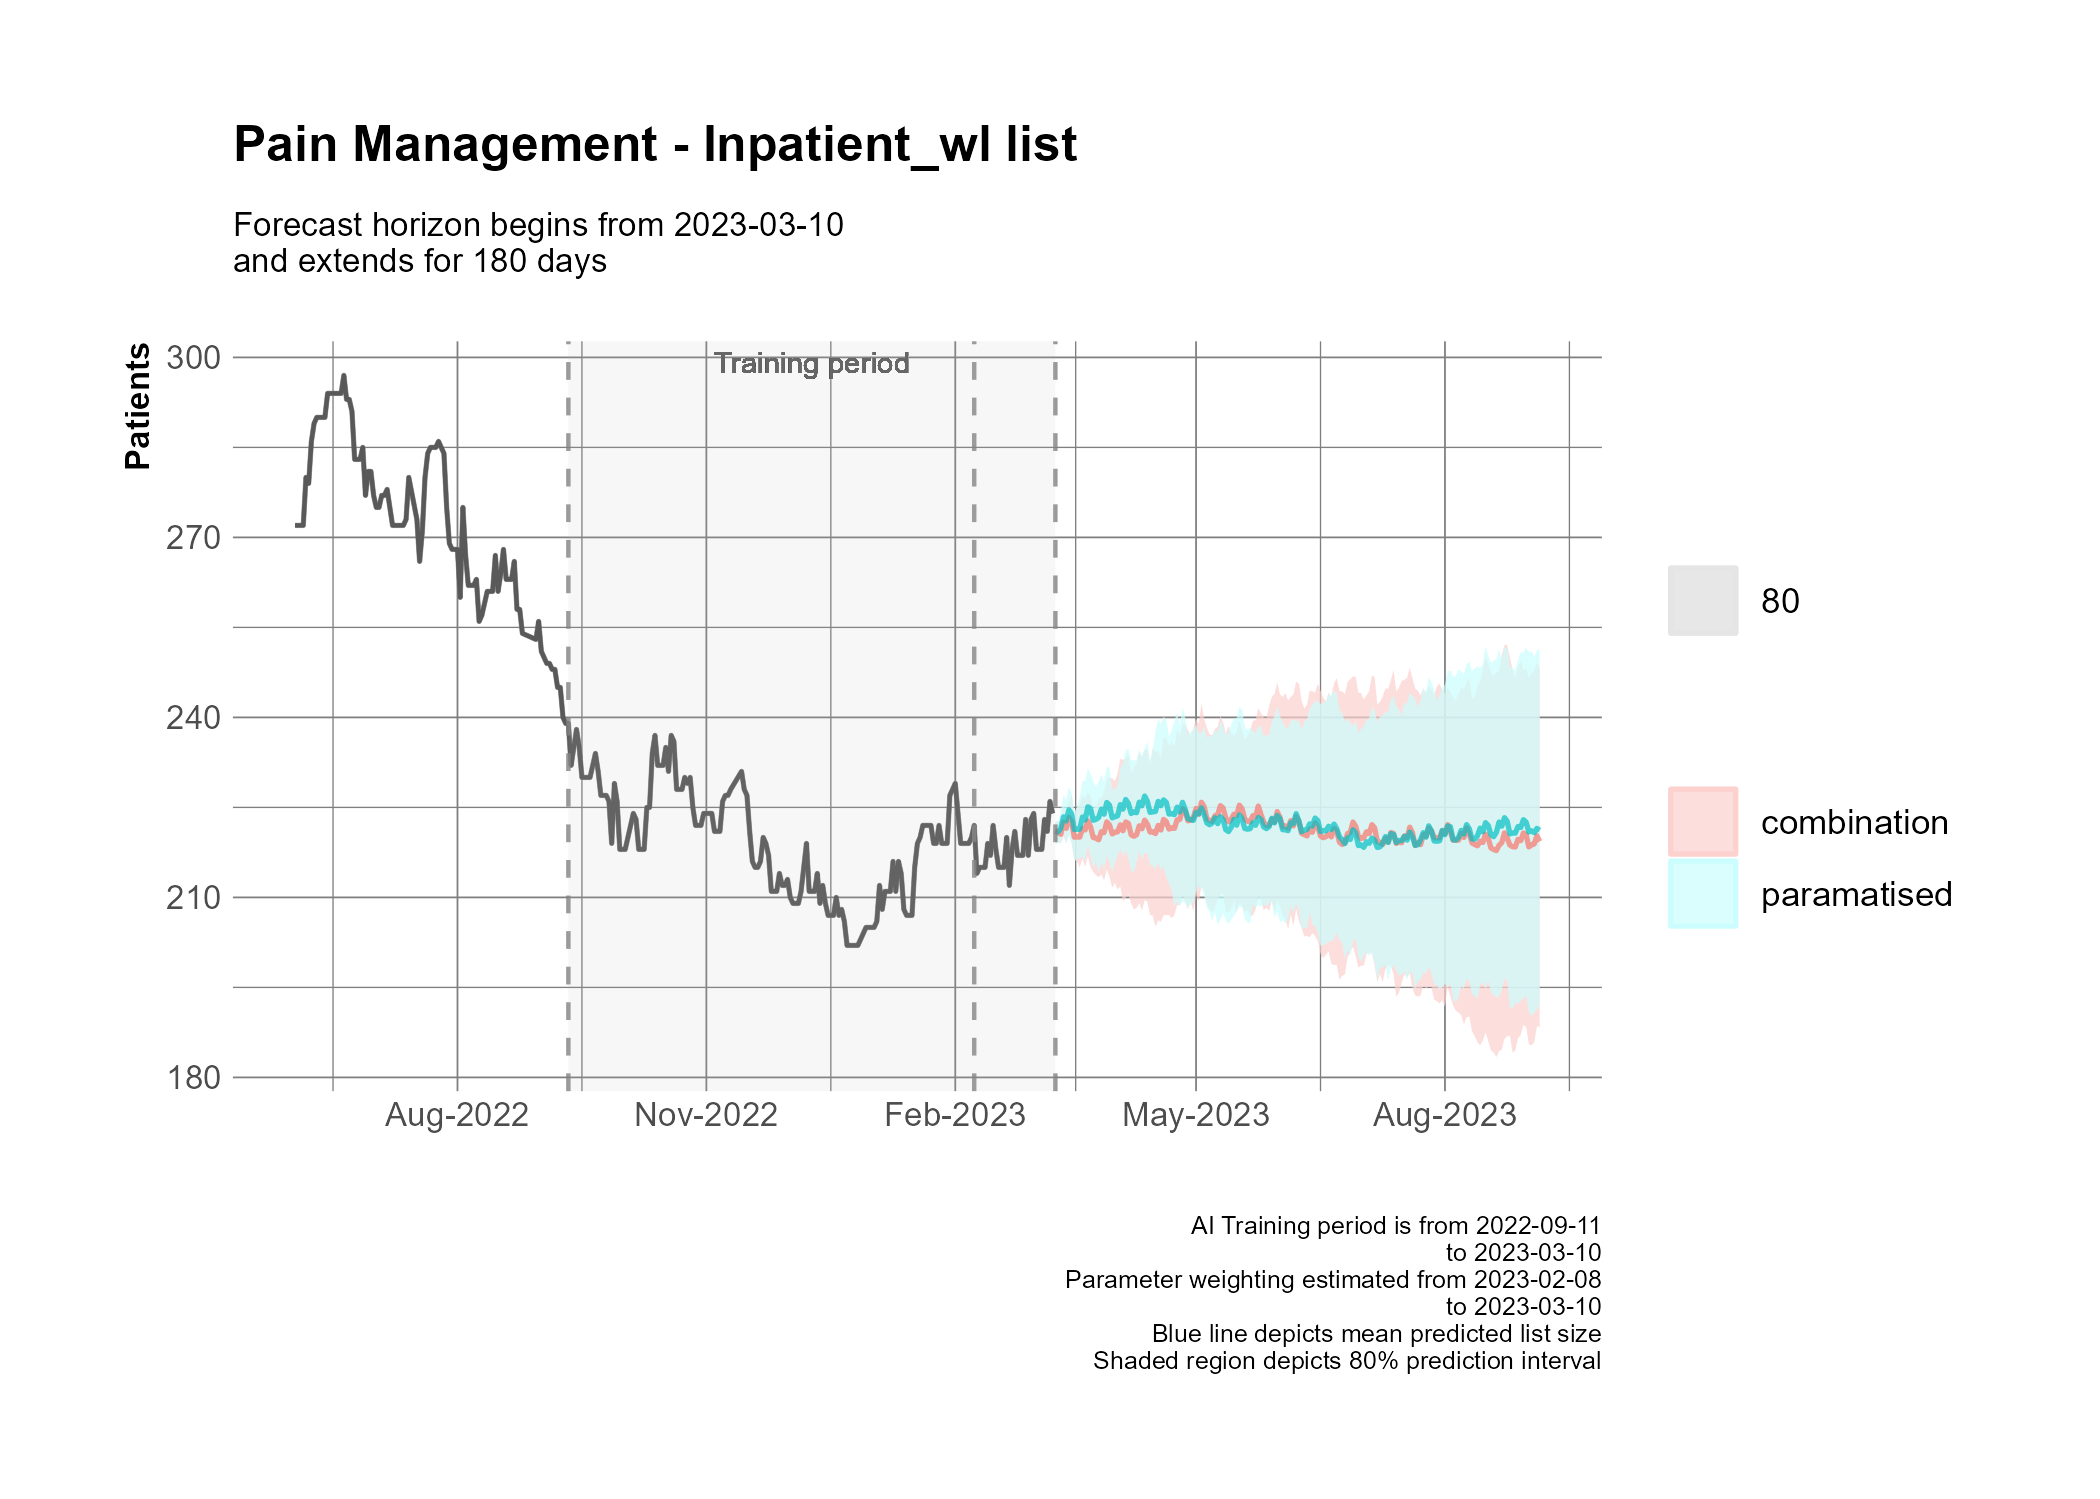 Pain Management - Inpatient_wl list
Forecast horizon begins from 2023-03-10
and extends for 180 days
Patients
300
270
240
210
180
Training period
Aug-2022
Nov-2022
Feb-2023
May-2023
Aug-2023
80
combination
paramatised
AI Training period is from 2022-09-11
to 2023-03-10
Parameter weighting estimated from 2023-02-08
to 2023-03-10
Blue line depicts mean predicted list size
Shaded region depicts 80% prediction interval